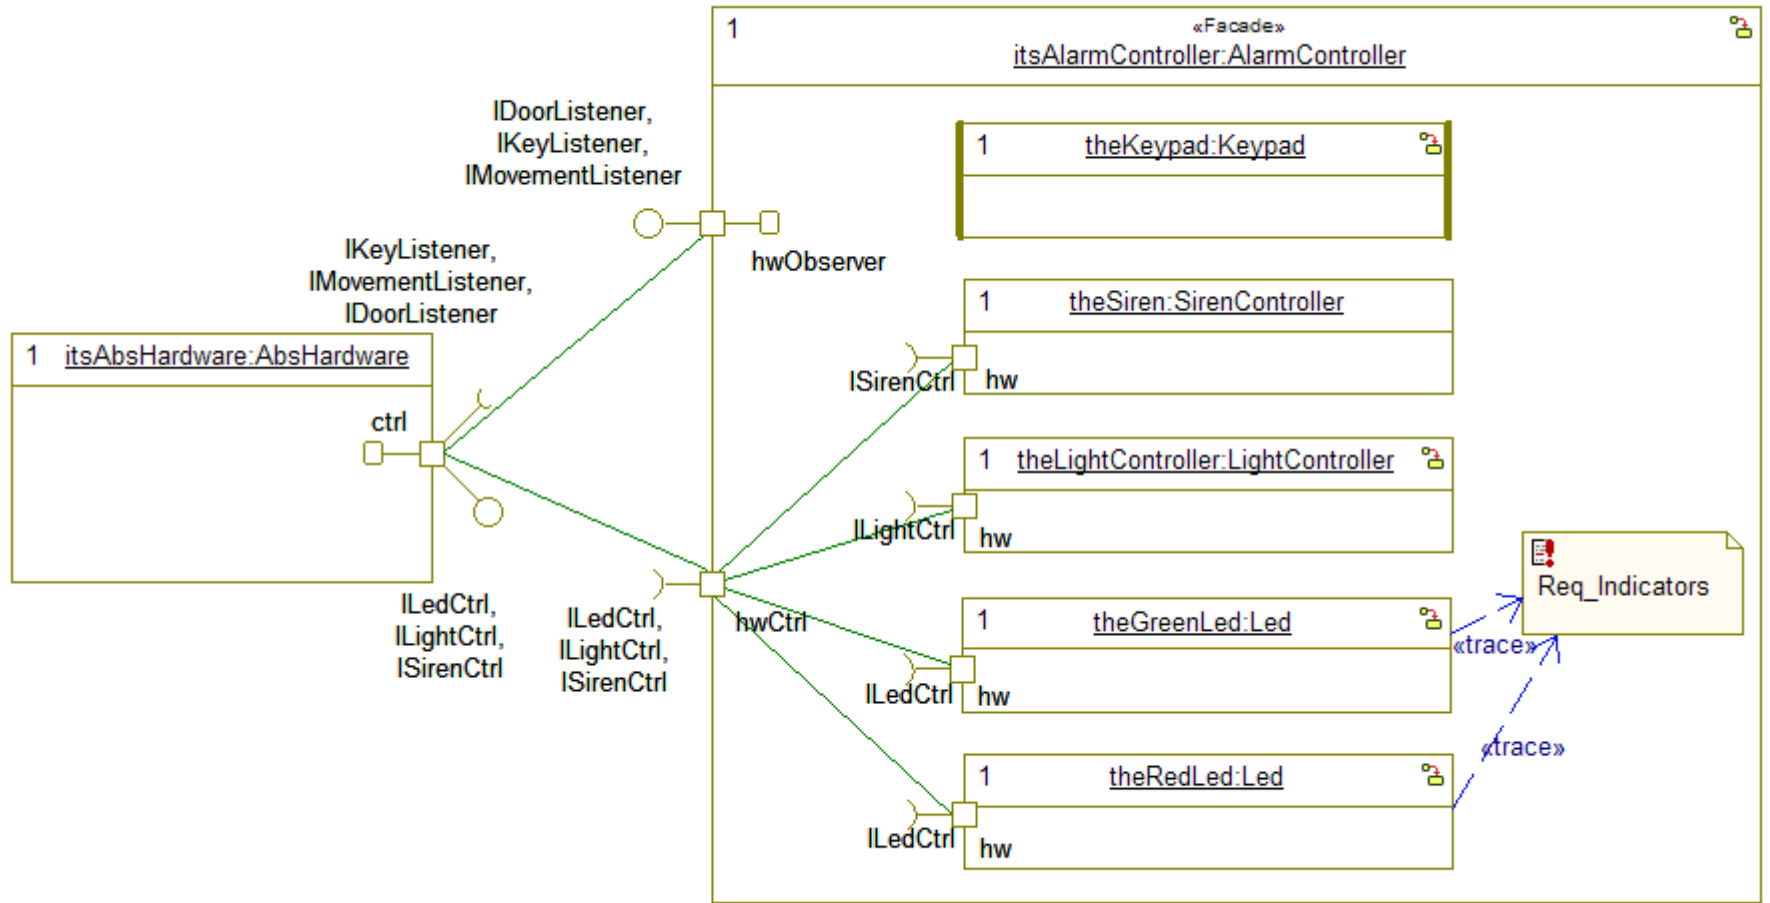 1
«Facade»
itsAlarmController:AlarmController
IDoorListener,
IKeyListener,
IMovementListener
1 theKeypad:Keypad
hwObserver
IKeyListener,
IMovementListener,
IDoorListener
1 theSiren:SirenController
ISirenCtrl
hw
1 itsAbsHardware:AbsHardware
ctrl
1 theLightController:LightController
ILightCtrl
hw
Req_Indicators
ILedCtrl,
ILightCtrl,
ISirenCtrl
ILedCtrl,
ILightCtrl,
ISirenCtrl
hwCtrl
1 theGreenLed:Led
«trace»
ILedCtrl
hw
«trace»
1 theRedLed:Led
ILedCtrl
hw